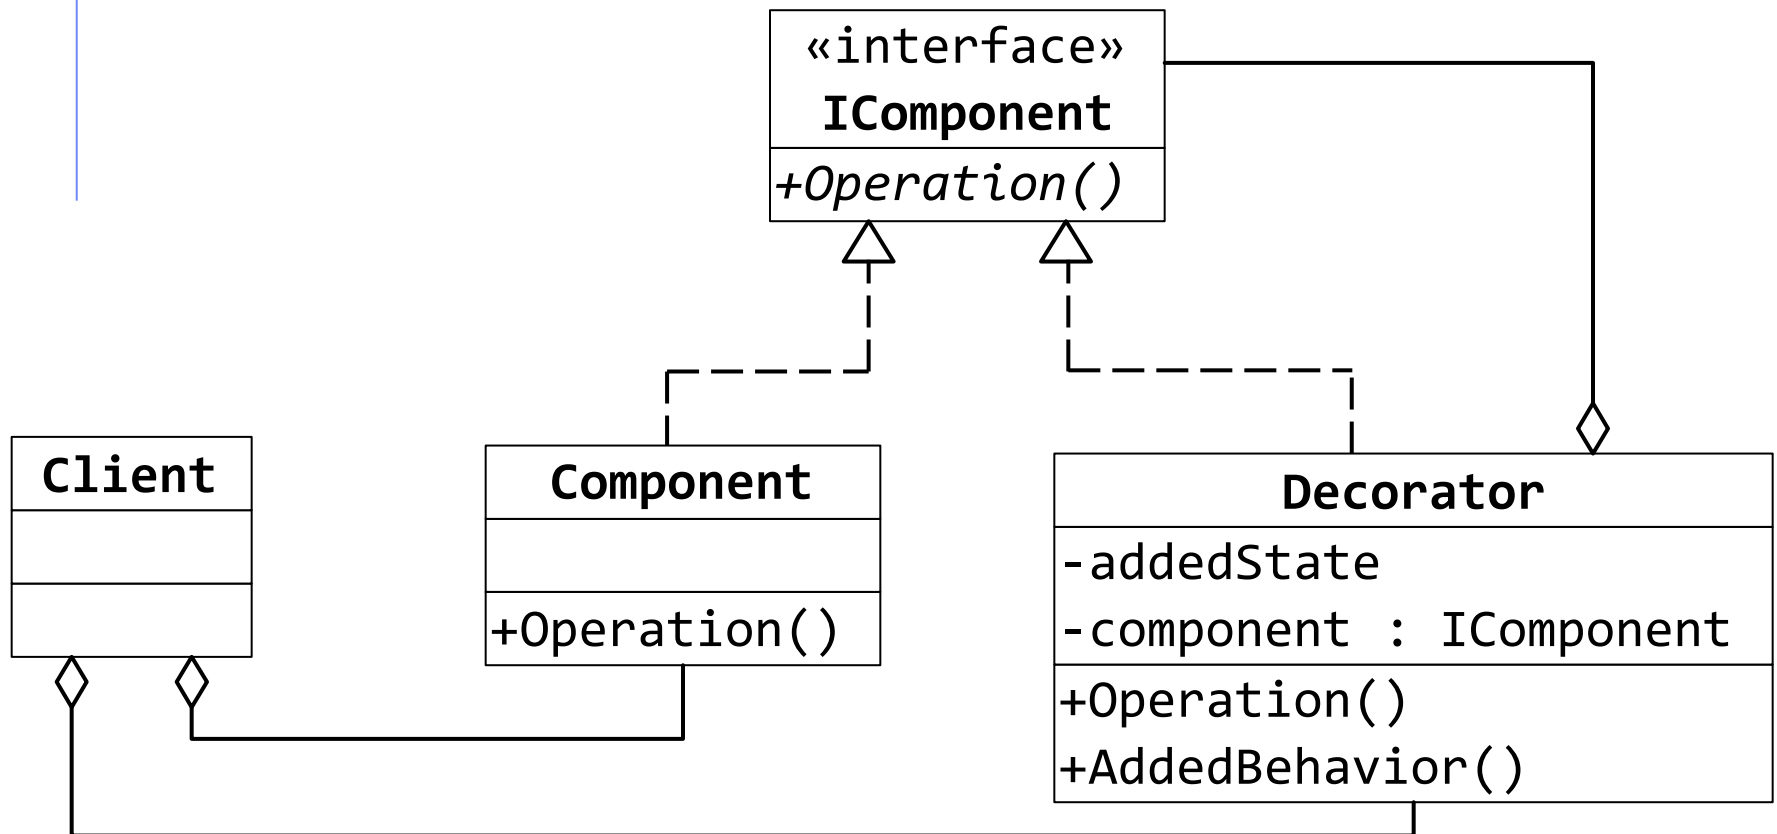 «interface»
IComponent
+Operation()
Client
Component
+Operation()
Decorator
-addedState
-component : IComponent
+Operation()
+AddedBehavior()